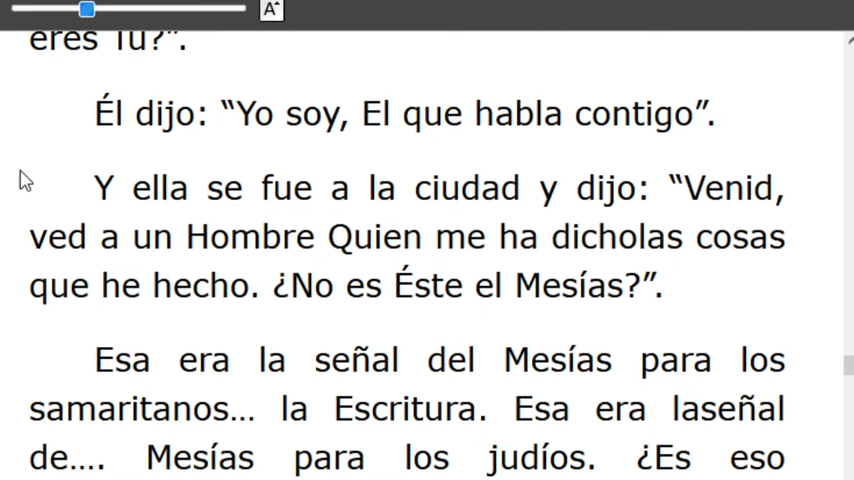 A
eres Tú?”.
Él dijo: “Yo soy, El que habla contigo”.
Y ella se fue a la ciudad y dijo: “Venid,
ved a un Hombre Quien me ha dicholas cosas
que he hecho. ¿No es Éste el Mesías?”.
Esa era la señal del Mesías para los
samaritanos… la Escritura. Esa era laseñal
de…. Mesías para los judíos. ¿Es eso